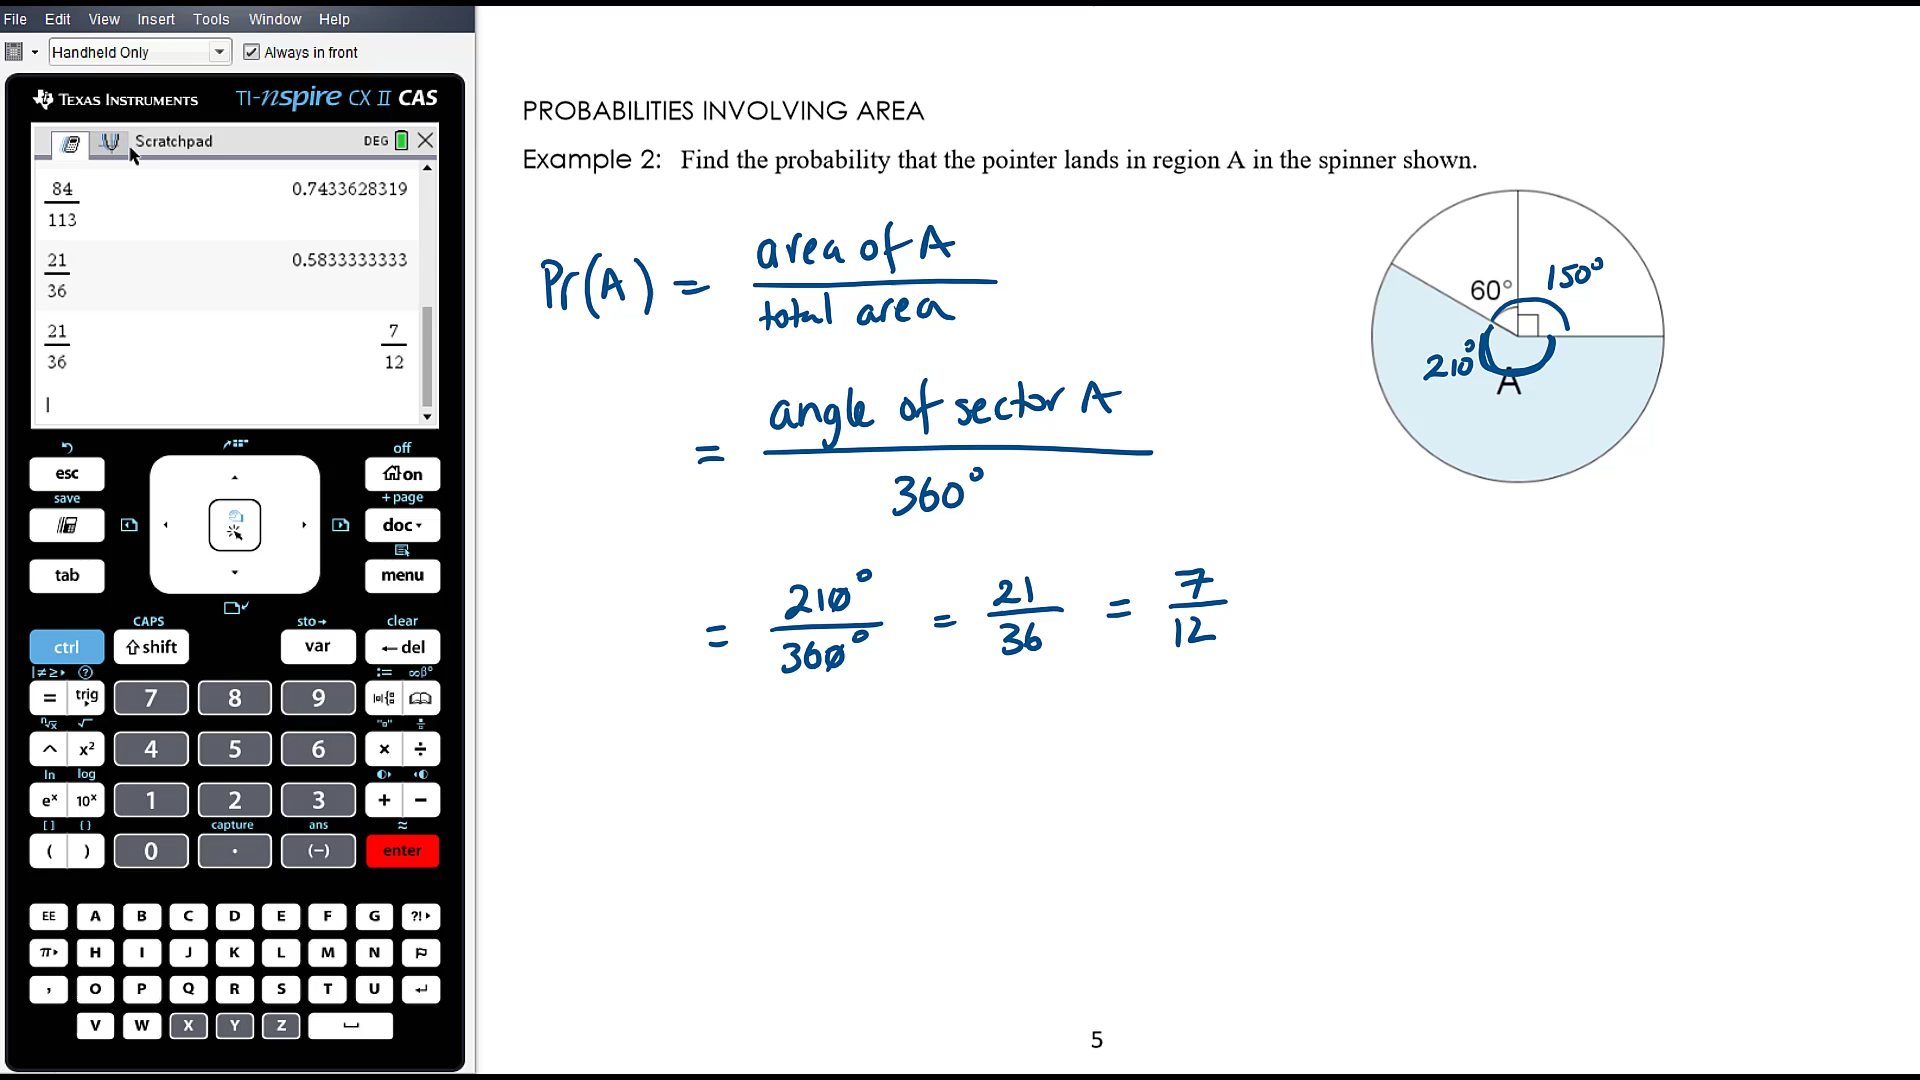 File Edit View Insert Tools Window Help
Handheld Only Always in front
TEXAS INSTRUMENTS TI-nspire CX II CAS
Scratchpad DEG
84/113 0.7433628319
21/36 0.5833333333
21/36 7/12
off
esc on
save + page
doc
tab menu
CAPS sto→ clear
ctrl shift var ←del
|≠≥▸ ? := ∞β°
= trig 7 8 9
ⁿ√x √ "▫" ÷
^ x² 4 5 6 × ÷
ln log
eˣ 10ˣ 1 2 3 + −
[ ] { } capture ans ≈
( ) 0 . (−) enter
EE A B C D E F G ?!▸
π▸ H I J K L M N
, O P Q R S T U ↵
V W X Y Z
PROBABILITIES INVOLVING AREA
Example 2: Find the probability that the pointer lands in region A in the spinner shown.
Pr(A) = area of A / total area
= angle of sector A / 360°
= 210°/360° = 21/36 = 7/12
150°
60°
210°
A
5